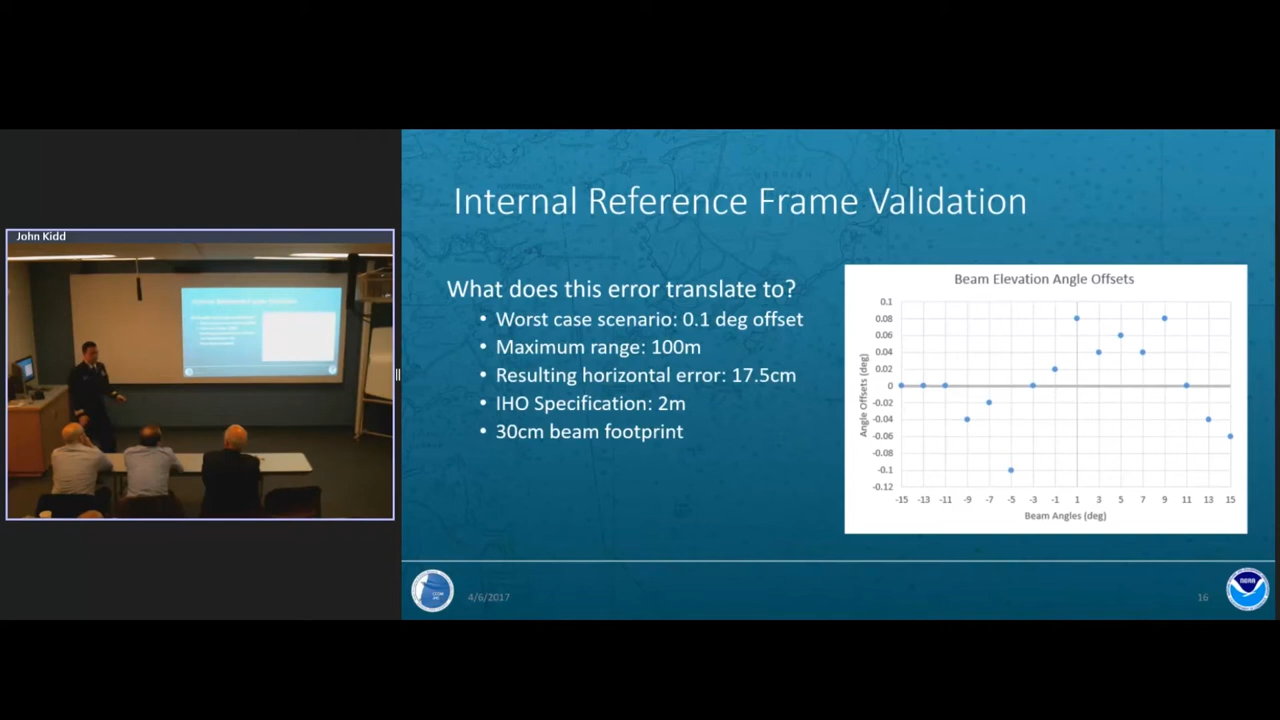 John Kidd
Internal Reference Frame Validation
What does this error translate to?
• Worst case scenario: 0.1 deg offset
• Maximum range: 100m
• Resulting horizontal error: 17.5cm
• IHO Specification: 2m
• 30cm beam footprint
Beam Elevation Angle Offsets
Angle Offsets (deg)
0.1
0.08
0.06
0.04
0.02
0
-0.02
-0.04
-0.06
-0.08
-0.1
-0.12
-15 -13 -11 -9 -7 -5 -3 -1 1 3 5 7 9 11 13 15
Beam Angles (deg)
4/6/2017
16
NOAA